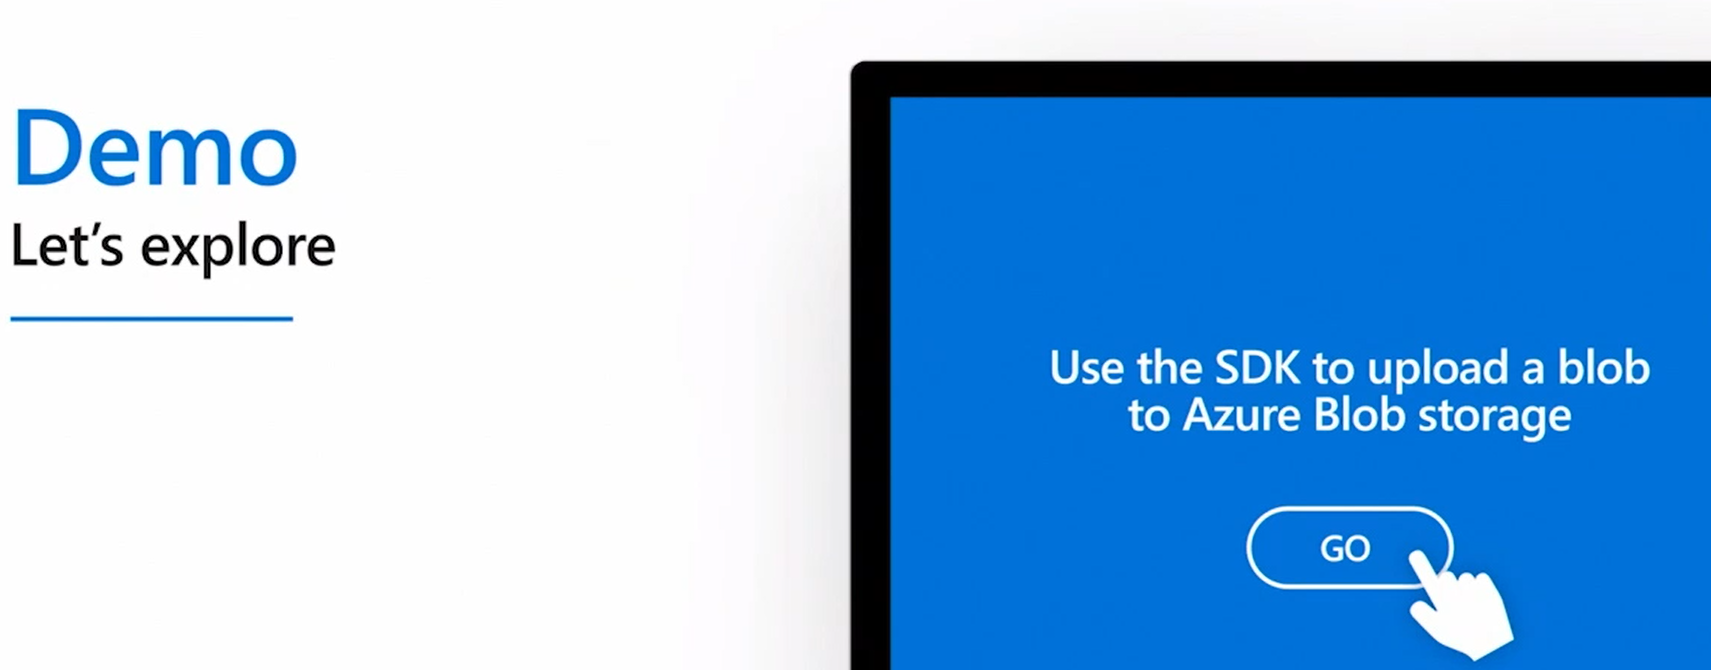 Demo
Let’s explore
Use the SDK to upload a blob
to Azure Blob storage
GO